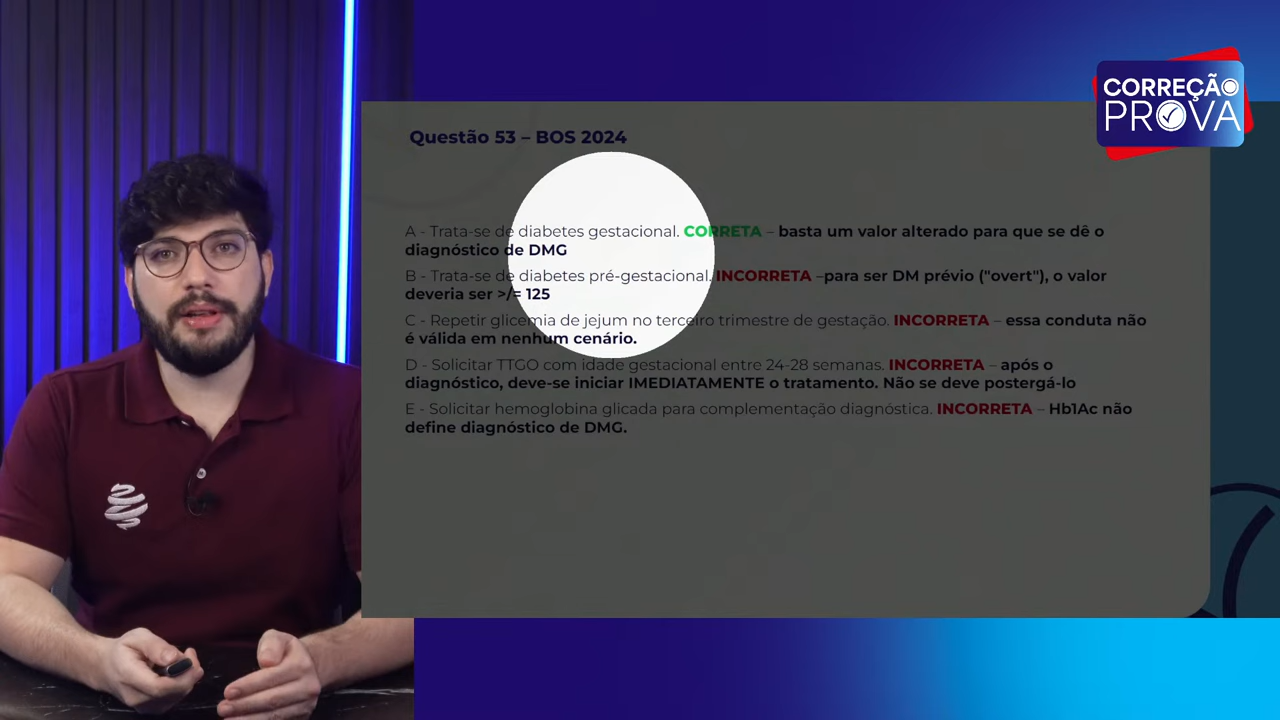 CORREÇÃO
PROVA
Questão 53 – BOS 2024
A - Trata-se de diabetes gestacional. CORRETA – basta um valor alterado para que se dê o
diagnóstico de DMG
B - Trata-se de diabetes pré-gestacional. INCORRETA –para ser DM prévio ("overt"), o valor
deveria ser >/= 125
C - Repetir glicemia de jejum no terceiro trimestre de gestação. INCORRETA – essa conduta não
é válida em nenhum cenário.
D - Solicitar TTGO com idade gestacional entre 24-28 semanas. INCORRETA – após o
diagnóstico, deve-se iniciar IMEDIATAMENTE o tratamento. Não se deve postergá-lo
E - Solicitar hemoglobina glicada para complementação diagnóstica. INCORRETA – Hb1Ac não
define diagnóstico de DMG.